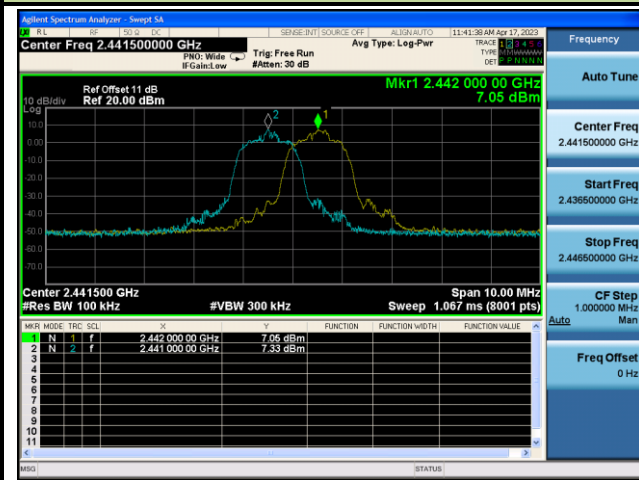 Agilent Spectrum Analyzer - Swept SA
RL RF 50 Ω DC SENSE:INT SOURCE OFF ALIGN AUTO 11:41:38 AM Apr 17, 2023
Center Freq 2.441500000 GHz
PNO: Wide
IFGain:Low
Trig: Free Run
#Atten: 30 dB
Avg Type: Log-Pwr
TRACE 1 2 3 4 5 6
TYPE
DET P P N N N N
Mkr1 2.442 000 00 GHz
7.05 dBm
Ref Offset 11 dB
Ref 20.00 dBm
10 dB/div
Log
10.0
0.00
-10.0
-20.0
-30.0
-40.0
-50.0
-60.0
-70.0
2
1
Center 2.441500 GHz
Span 10.00 MHz
#Res BW 100 kHz
#VBW 300 kHz
Sweep 1.067 ms (8001 pts)
MKR MODE TRC SCL X Y FUNCTION FUNCTION WIDTH FUNCTION VALUE
1 N 1 f 2.442 000 00 GHz 7.05 dBm
2 N 2 f 2.441 000 00 GHz 7.33 dBm
3
4
5
6
7
8
9
10
11
MSG
STATUS
Frequency
Auto Tune
Center Freq
2.441500000 GHz
Start Freq
2.436500000 GHz
Stop Freq
2.446500000 GHz
CF Step
1.000000 MHz
Auto Man
Freq Offset
0 Hz